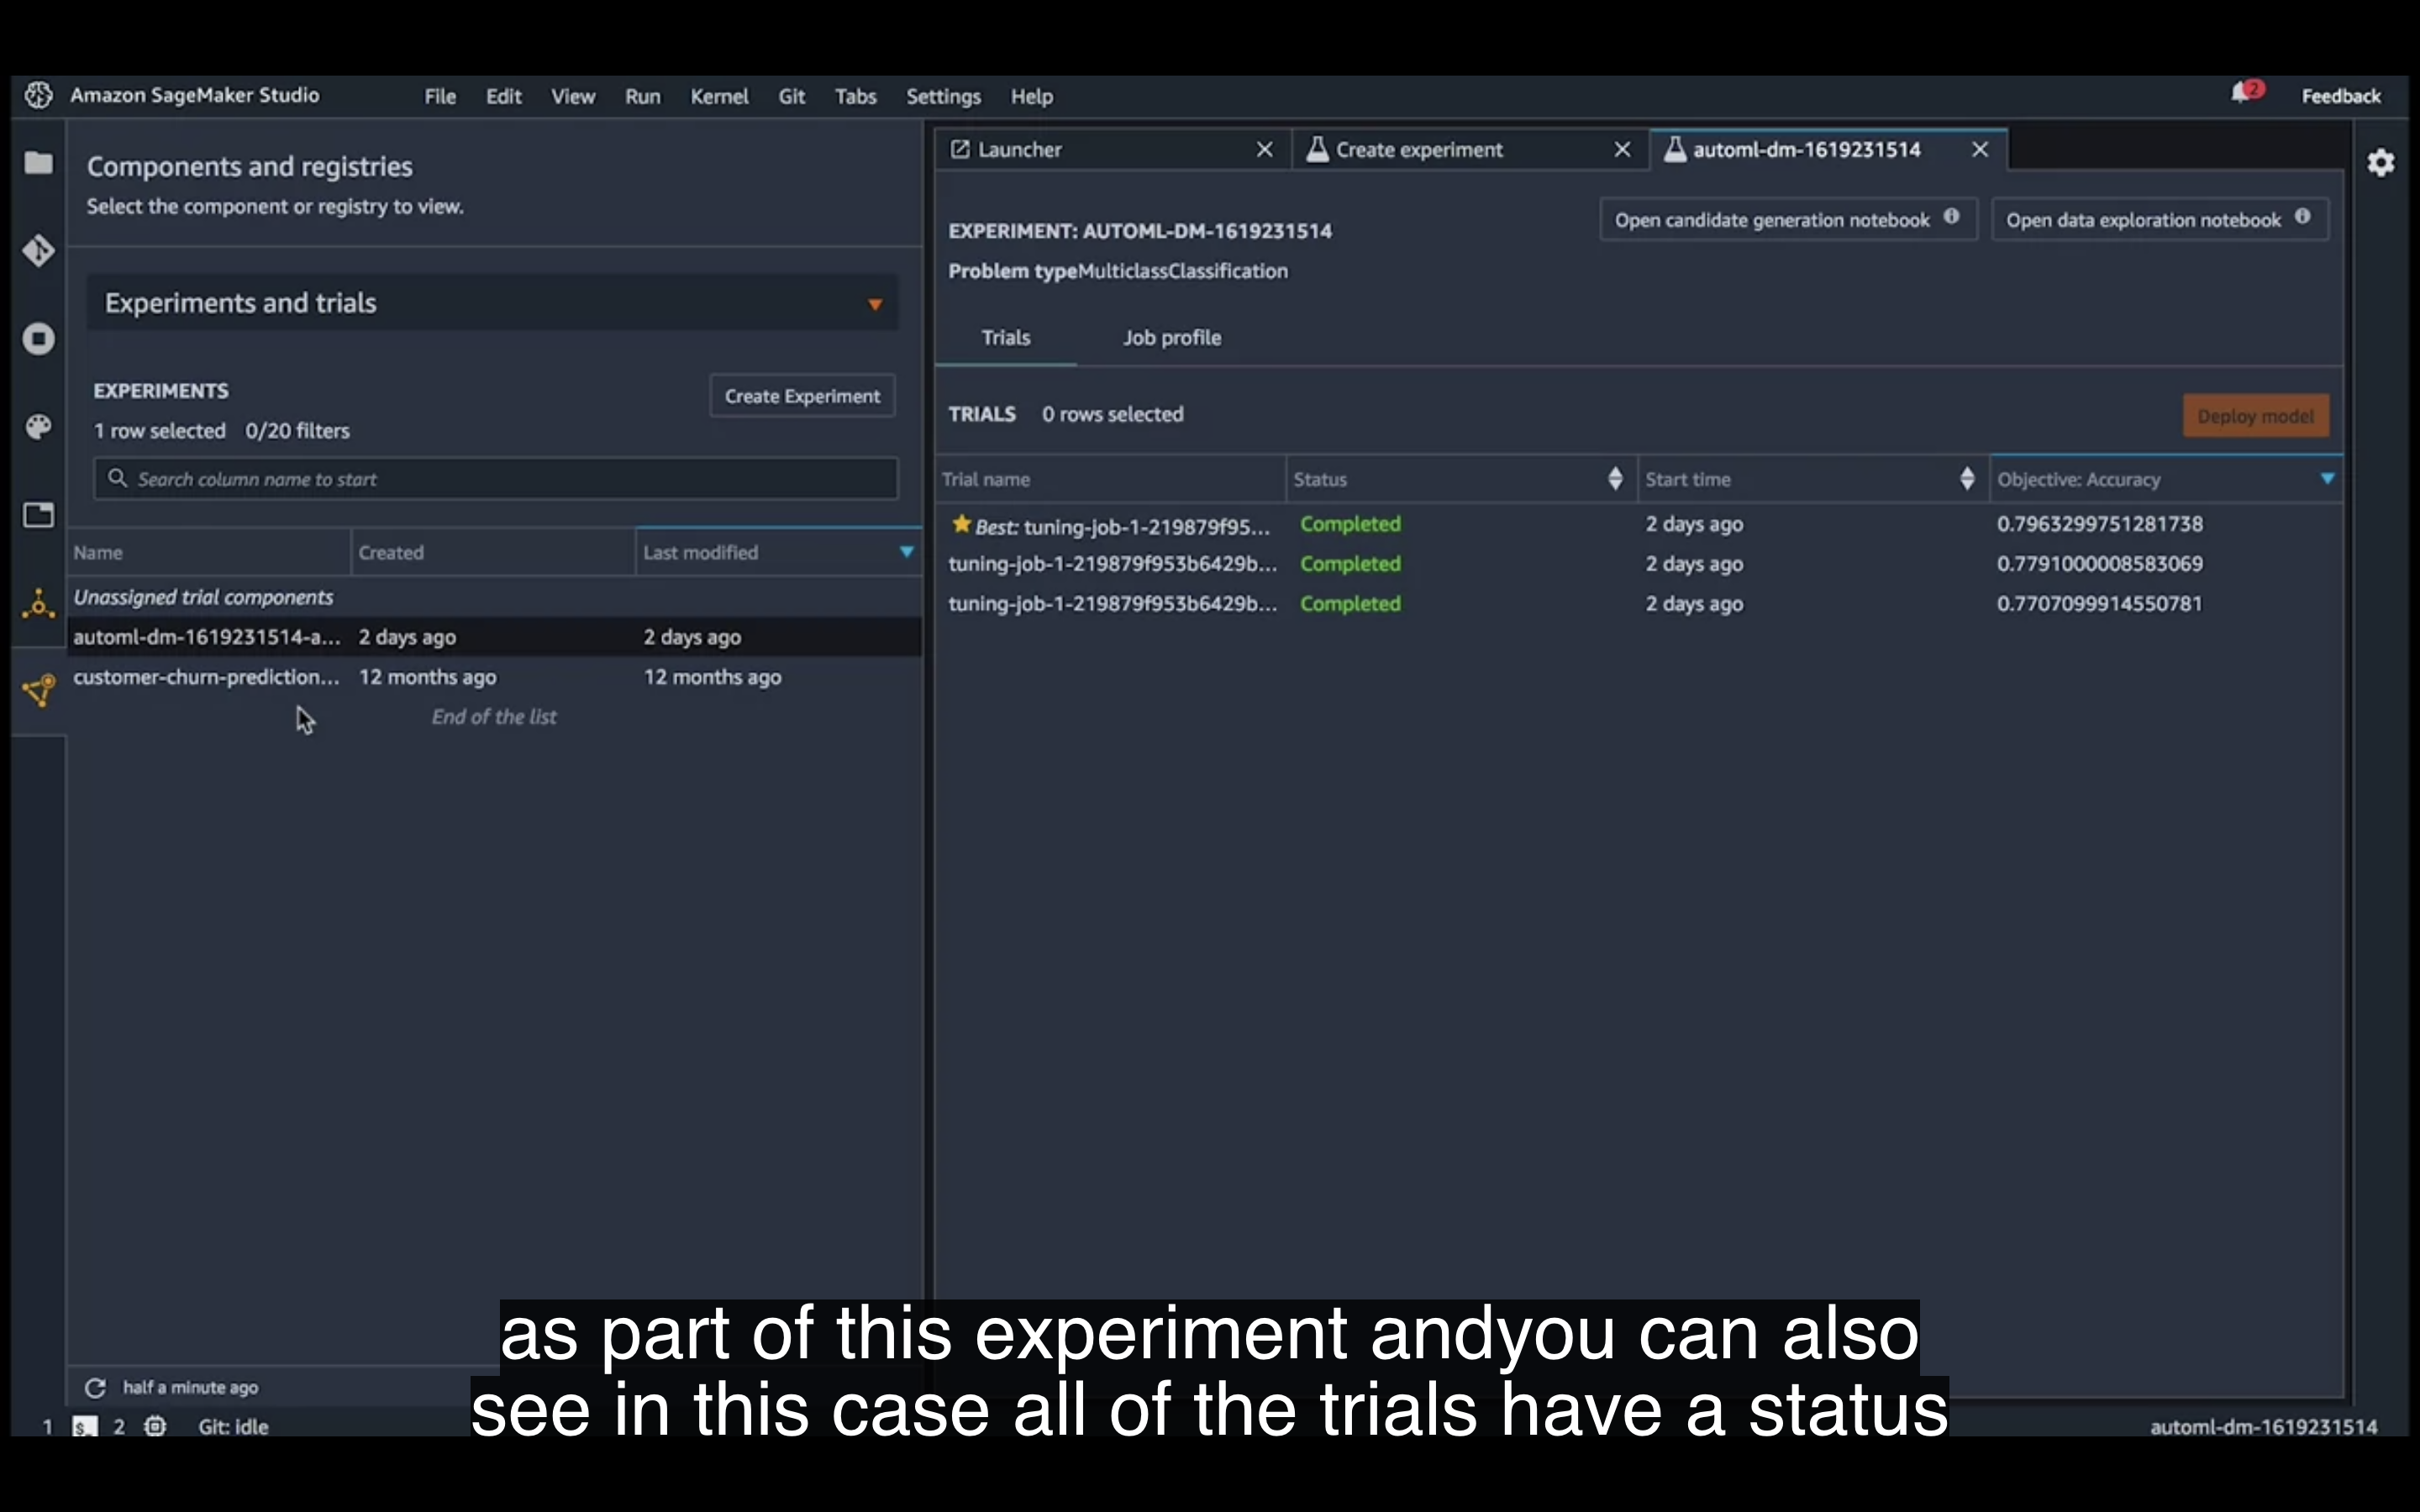 Amazon SageMaker Studio File Edit View Run Kernel Git Tabs Settings Help 2 Feedback
Components and registries
Select the component or registry to view.
Experiments and trials
EXPERIMENTS
Create Experiment
1 row selected 0/20 filters
Search column name to start
Name Created Last modified
Unassigned trial components
automl-dm-1619231514-a... 2 days ago 2 days ago
customer-churn-prediction... 12 months ago 12 months ago
End of the list
Launcher Create experiment automl-dm-1619231514
EXPERIMENT: AUTOML-DM-1619231514
Open candidate generation notebook Open data exploration notebook
Problem typeMulticlassClassification
Trials Job profile
TRIALS 0 rows selected
Deploy model
Trial name Status Start time Objective: Accuracy
Best: tuning-job-1-219879f95... Completed 2 days ago 0.7963299751281738
tuning-job-1-219879f953b6429b... Completed 2 days ago 0.7791000008583069
tuning-job-1-219879f953b6429b... Completed 2 days ago 0.7707099914550781
as part of this experiment andyou can also
see in this case all of the trials have a status
half a minute ago
1 $_ 2 Git: idle
automl-dm-1619231514